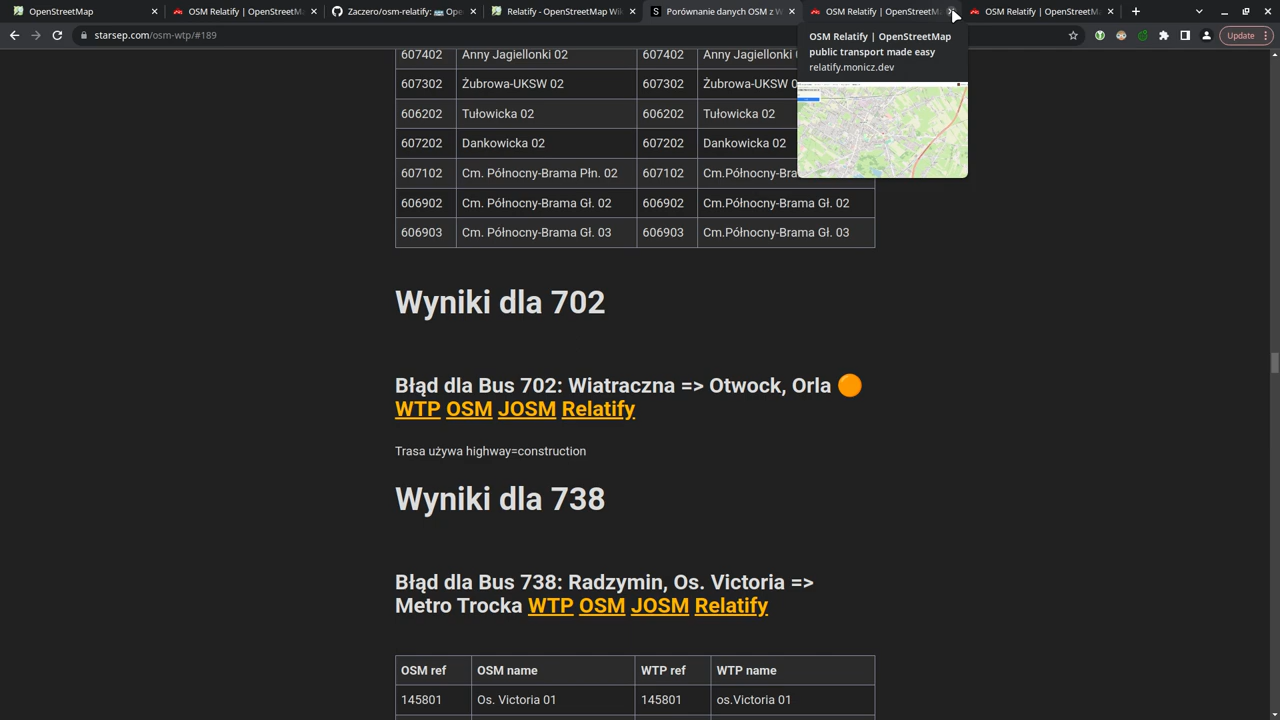 OpenStreetMap
OSM Relatify | OpenStreetM
Zaczero/osm-relatify: Ope
Relatify - OpenStreetMap Wi
Porównanie danych OSM z W
OSM Relatify | OpenStreetMa
OSM Relatify | OpenStreetM
starsep.com/osm-wtp/#189
Update
OSM Relatify | OpenStreetMap
public transport made easy
relatify.monicz.dev
607402 Anny Jagiellonki 02 607402 Anny Jagiellonki
607302 Żubrowa-UKSW 02 607302 Żubrowa-UKSW 0
606202 Tułowicka 02 606202 Tułowicka 02
607202 Dankowicka 02 607202 Dankowicka 02
607102 Cm. Północny-Brama Płn. 02 607102 Cm.Północny-Bra
606902 Cm. Północny-Brama Gł. 02 606902 Cm.Północny-Brama Gł. 02
606903 Cm. Północny-Brama Gł. 03 606903 Cm.Północny-Brama Gł. 03
Wyniki dla 702
Błąd dla Bus 702: Wiatraczna => Otwock, Orla
WTP OSM JOSM Relatify
Trasa używa highway=construction
Wyniki dla 738
Błąd dla Bus 738: Radzymin, Os. Victoria =>
Metro Trocka WTP OSM JOSM Relatify
OSM ref OSM name WTP ref WTP name
145801 Os. Victoria 01 145801 os.Victoria 01